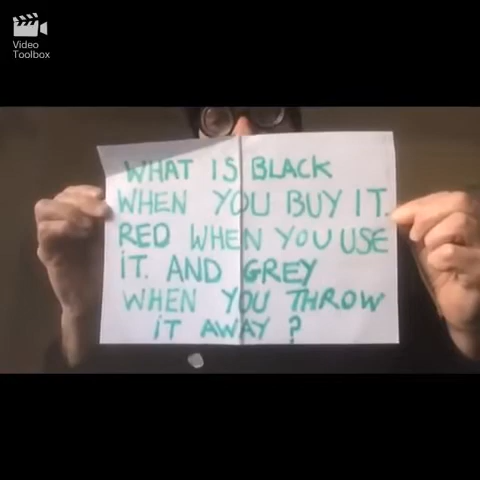 Video
Toolbox
WHAT IS BLACK
WHEN YOU BUY IT.
RED WHEN YOU USE
IT. AND GREY
WHEN YOU THROW
IT AWAY ?